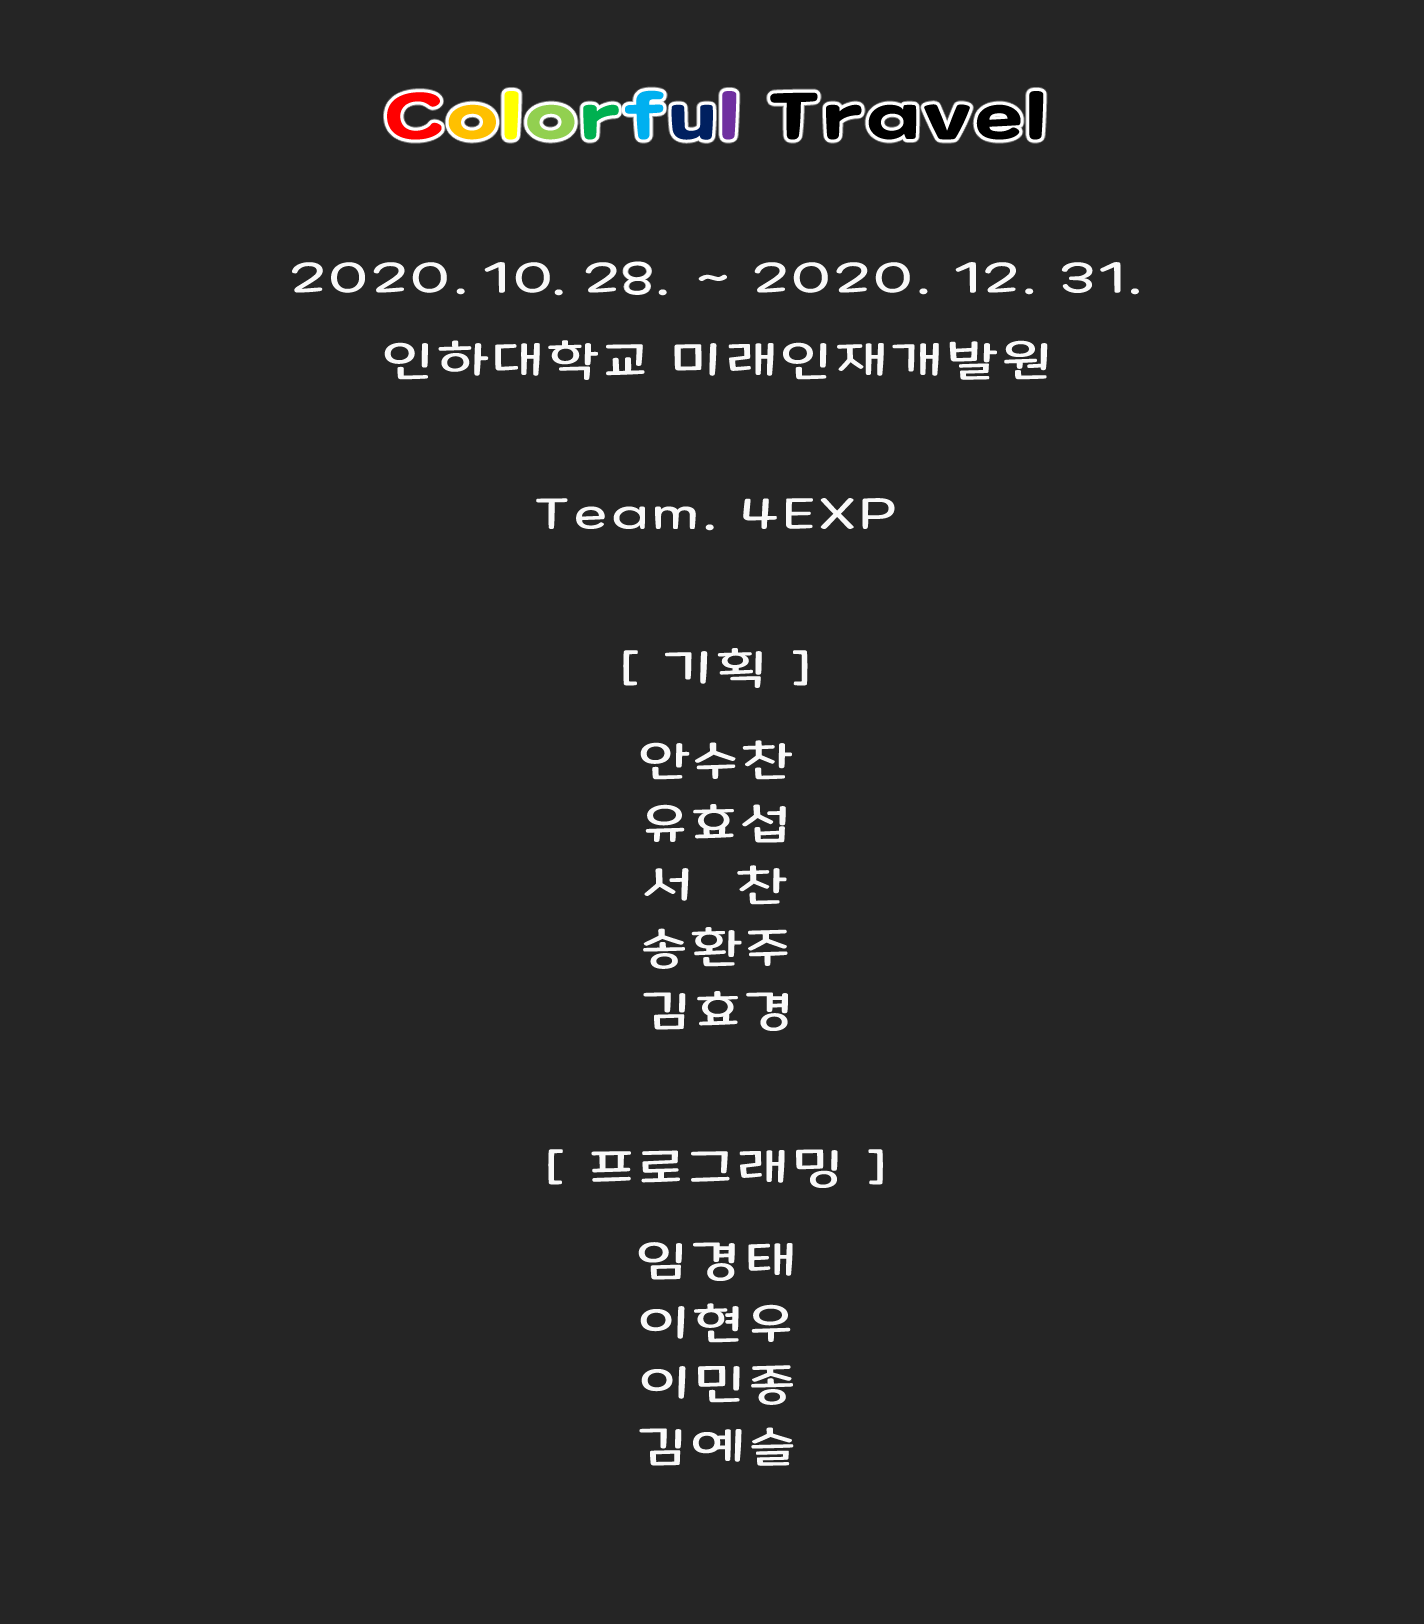 Colorful Travel
2020. 10. 28. ~ 2020. 12. 31.
인하대학교 미래인재개발원
Team. 4EXP
[ 기획 ]
안수찬
유효섭
서 찬
송환주
김효경
[ 프로그래밍 ]
임경태
이현우
이민종
김예슬